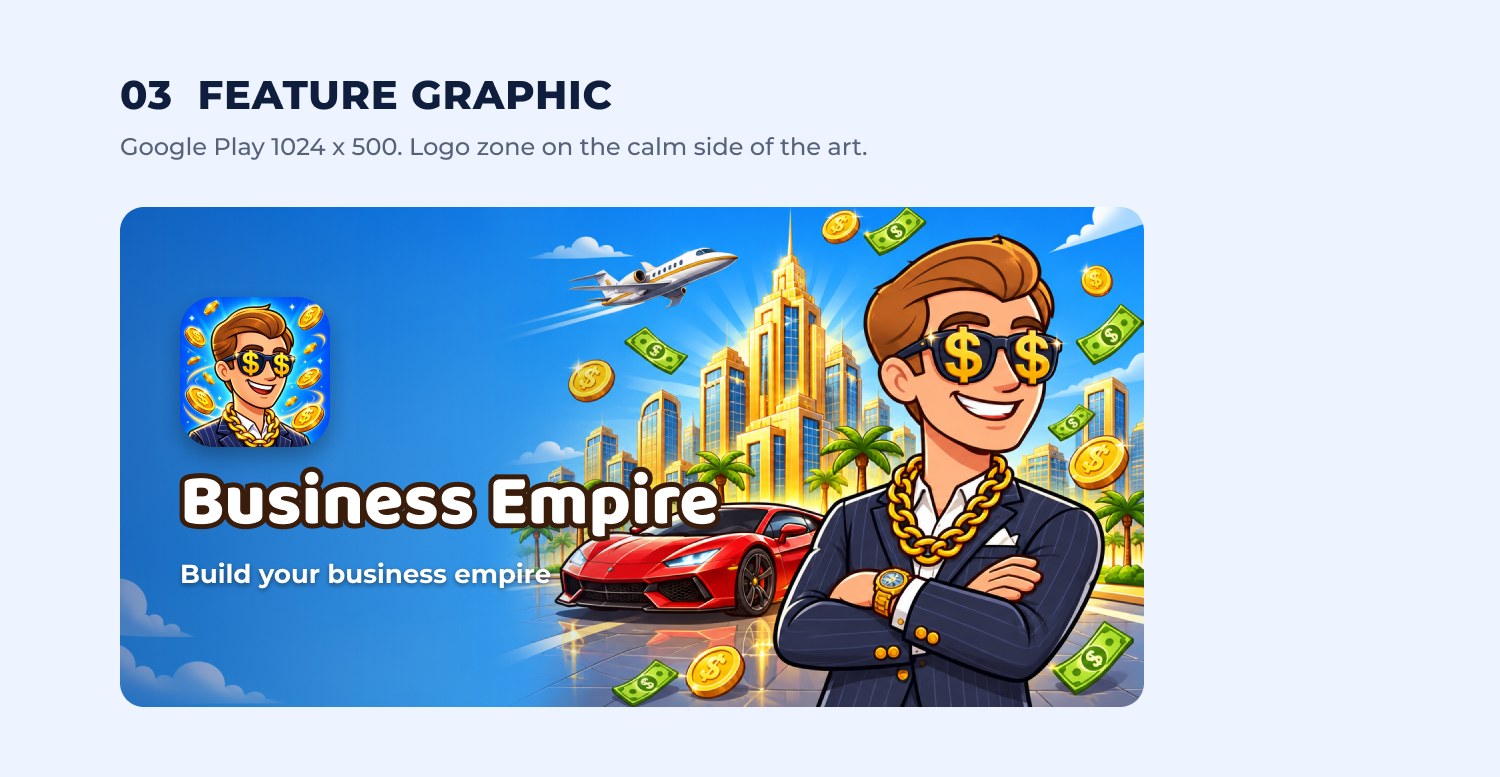 03 FEATURE GRAPHIC
Google Play 1024 x 500. Logo zone on the calm side of the art.
$ $
Business Empire
Build your business empire